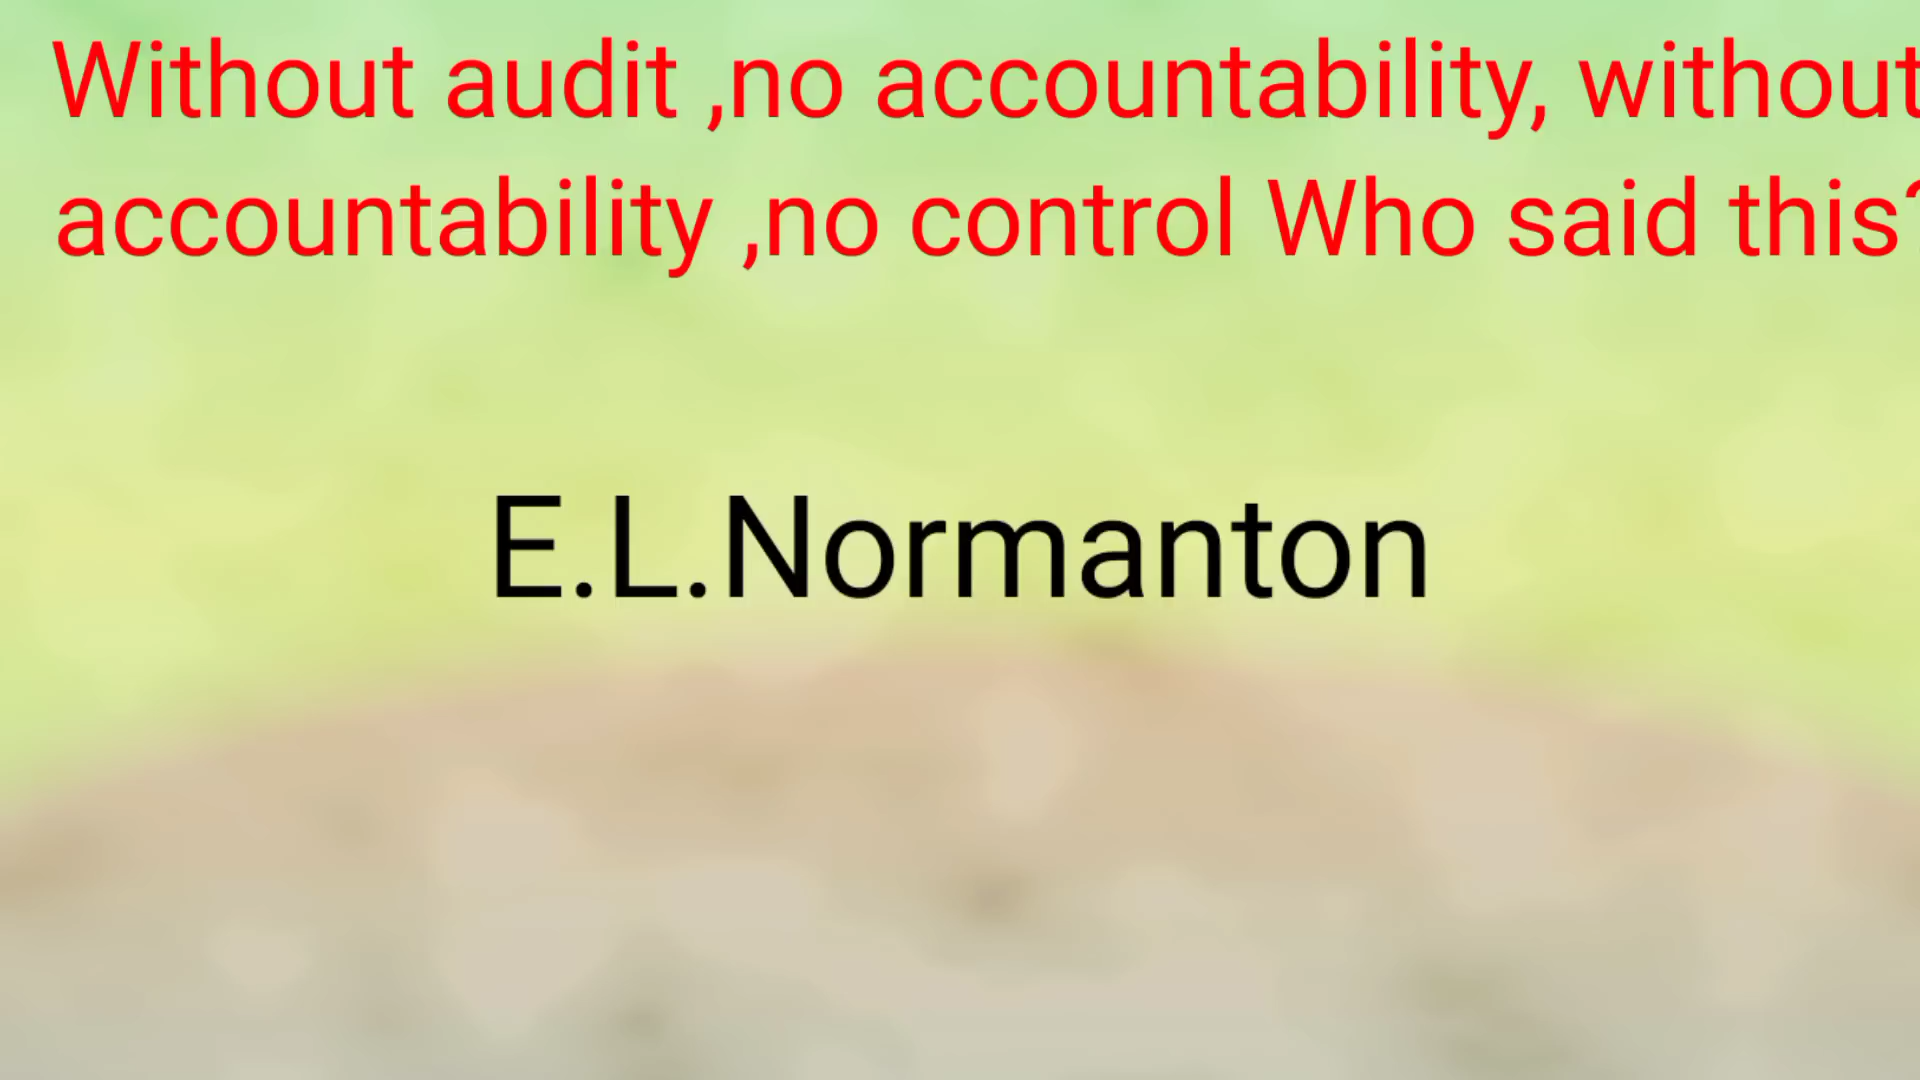 Without audit ,no accountability, without
accountability ,no control Who said this?
E.L.Normanton